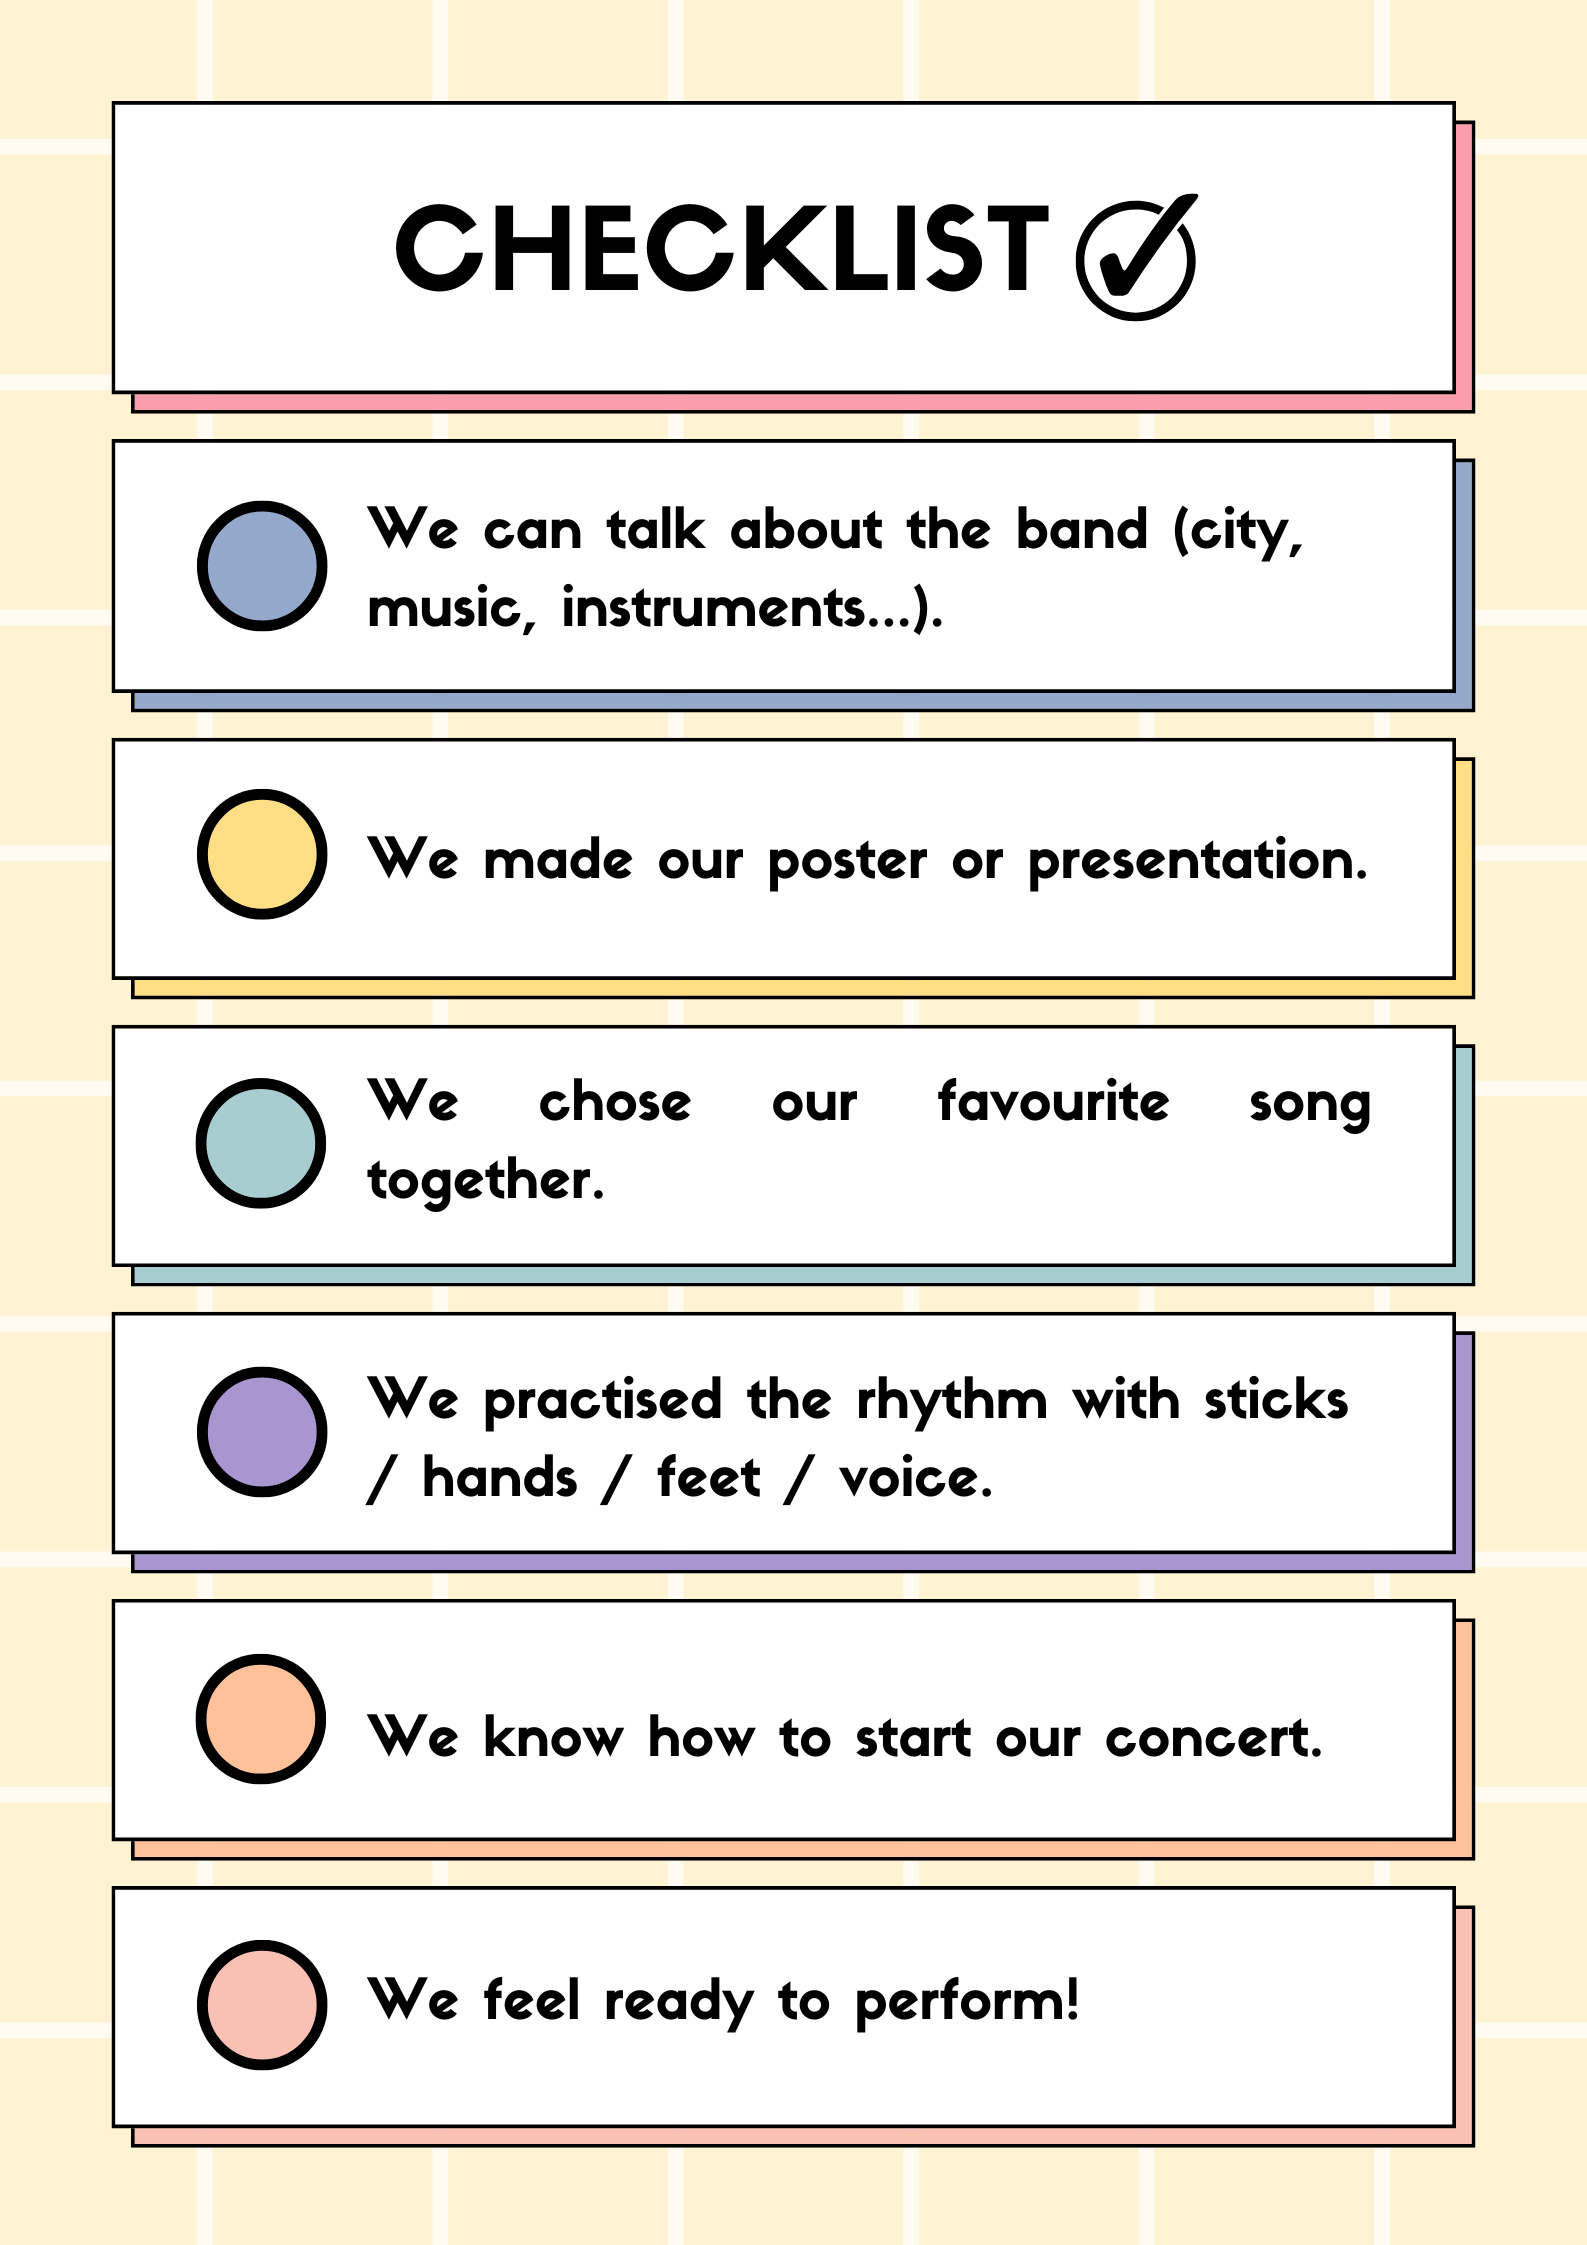 CHECKLIST
We can talk about the band (city,
music, instruments...).
We made our poster or presentation.
We chose our favourite song
together.
We practised the rhythm with sticks
/ hands / feet / voice.
We know how to start our concert.
We feel ready to perform!